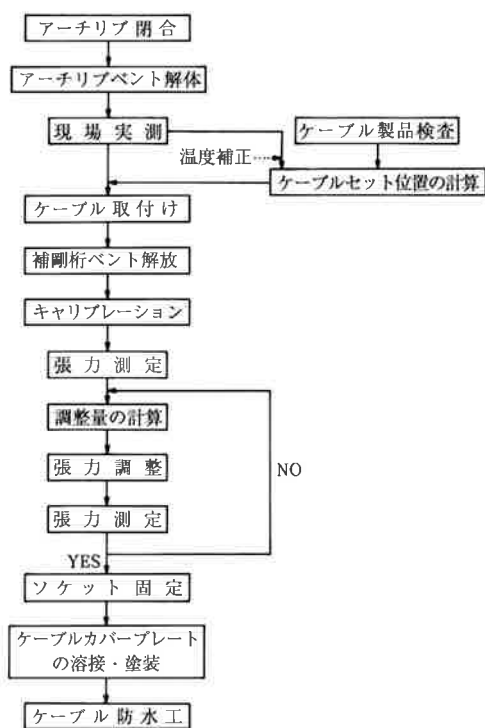 アーチリブ閉合
アーチリブベント解体
現場実測
ケーブル製品検査
温度補正
ケーブルセット位置の計算
ケーブル取付け
補剛桁ベント解放
キャリブレーション
張力測定
調整量の計算
張力調整
NO
張力測定
YES
ソケット固定
ケーブルカバープレート
の溶接・塗装
ケーブル防水工